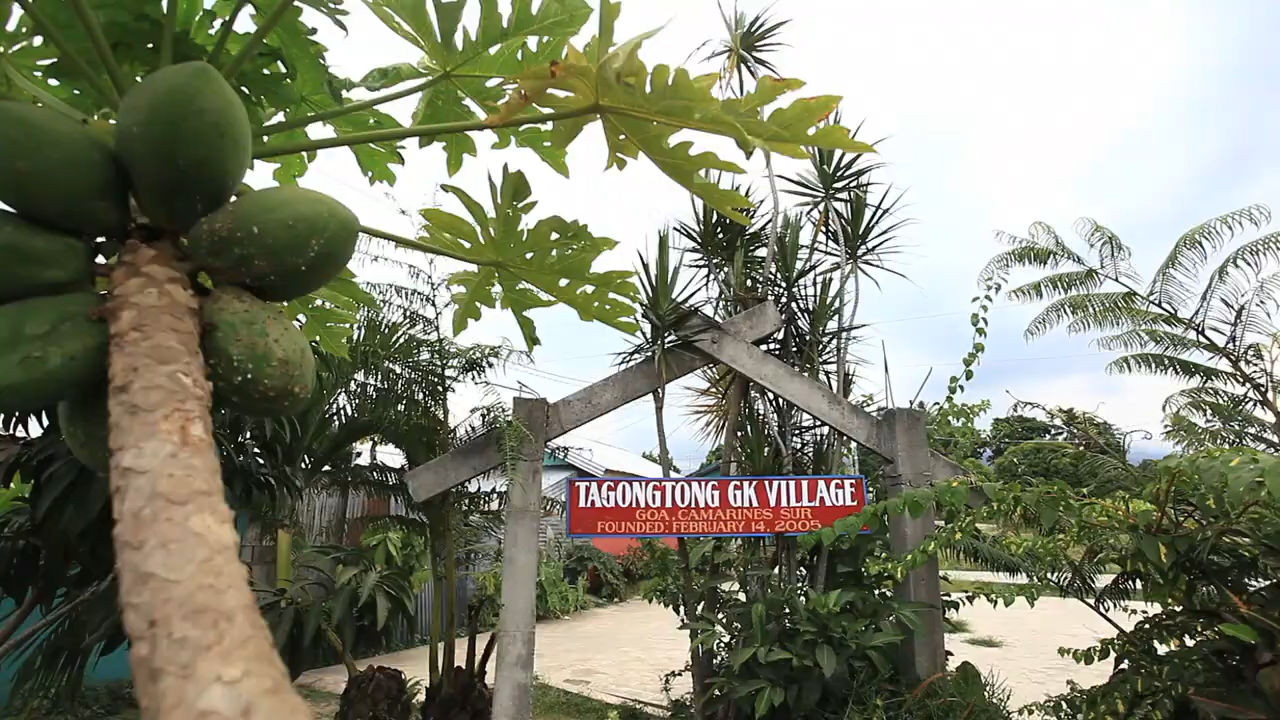 TAGONGTONG GK VILLAGE
GOA, CAMARINES SUR
FOUNDED: FEBRUARY 14, 2005